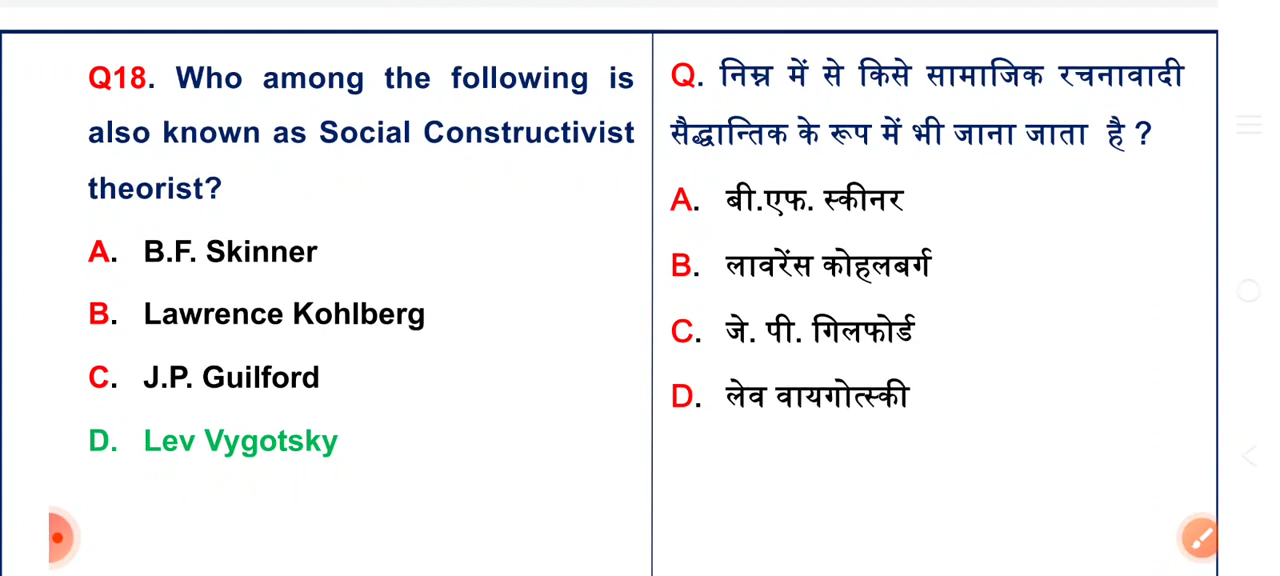 Q18. Who among the following is
also known as Social Constructivist
theorist?
A. B.F. Skinner
B. Lawrence Kohlberg
C. J.P. Guilford
D. Lev Vygotsky
Q. निम्न में से किसे सामाजिक रचनावादी
सैद्धान्तिक के रूप में भी जाना जाता है ?
A. बी.एफ. स्कीनर
B. लावरेंस कोहलबर्ग
C. जे. पी. गिलफोर्ड
D. लेव वायगोत्स्की